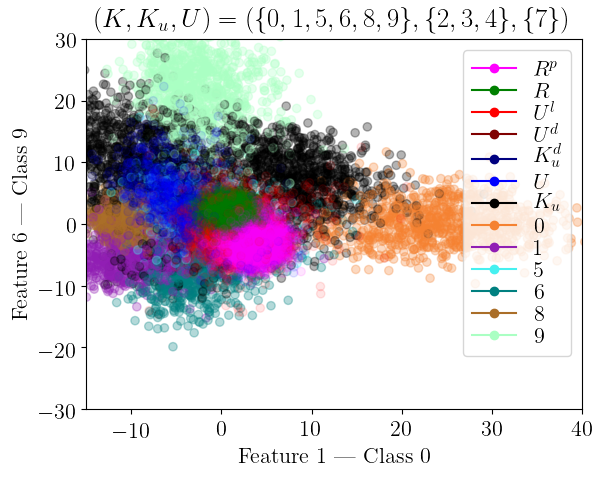 (K, K_u, U) = ({0, 1, 5, 6, 8, 9}, {2, 3, 4}, {7})
30
20
10
0
−10
−20
−30
Feature 6 — Class 9
−10
0
10
20
30
40
Feature 1 — Class 0
R^p
R
U^l
U^d
K_u^d
U
K_u
0
1
5
6
8
9